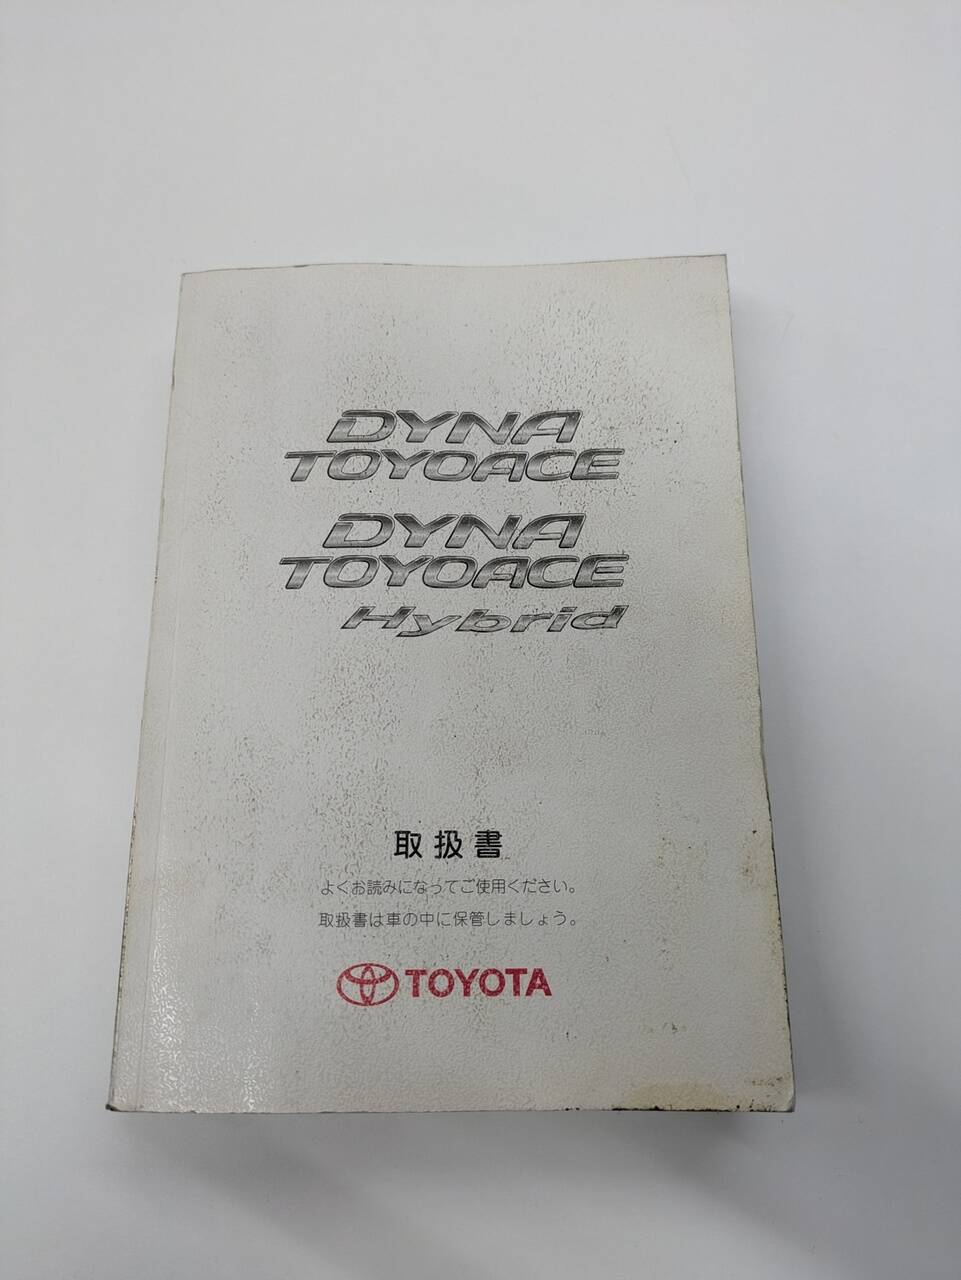 DYNA
TOYOACE
DYNA
TOYOACE
Hybrid
取扱書
よくお読みになってご使用ください。
取扱書は車の中に保管しましょう。
TOYOTA